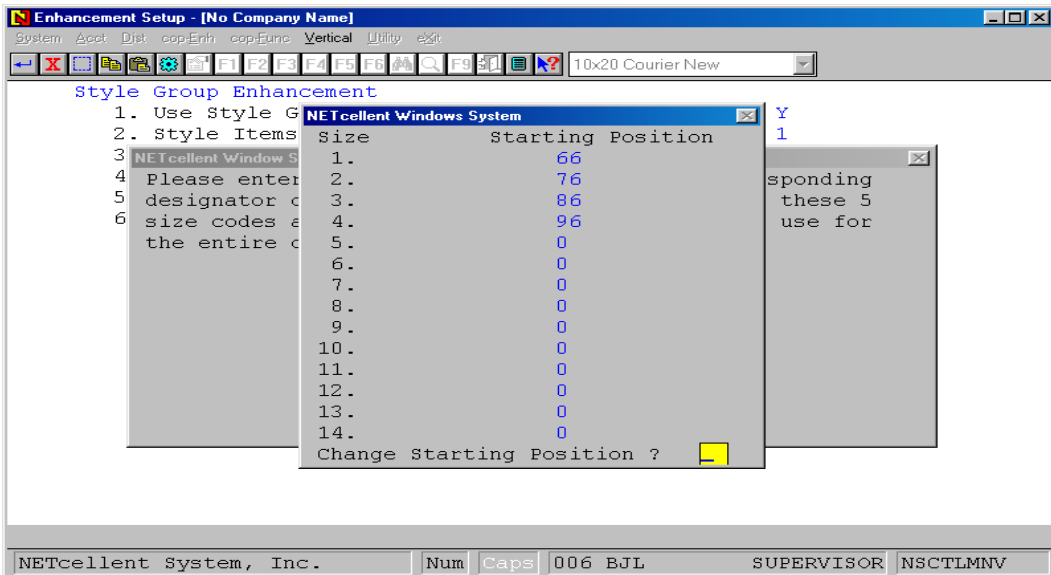 Enhancement Setup - [No Company Name]
System Acct Dist cop-Enh cop-Func Vertical Utility eXit
F1 F2 F3 F4 F5 F6 F9 10x20 Courier New
Style Group Enhancement
1. Use Style G Y
2. Style Items 1
3
4
5
6
NETcellent Window S
Please enter sponding
designator these 5
size codes use for
the entire
NETcellent Windows System
Size Starting Position
1. 66
2. 76
3. 86
4. 96
5. 0
6. 0
7. 0
8. 0
9. 0
10. 0
11. 0
12. 0
13. 0
14. 0
Change Starting Position ?
NETcellent System, Inc. Num Caps 006 BJL SUPERVISOR NSCTLMNV